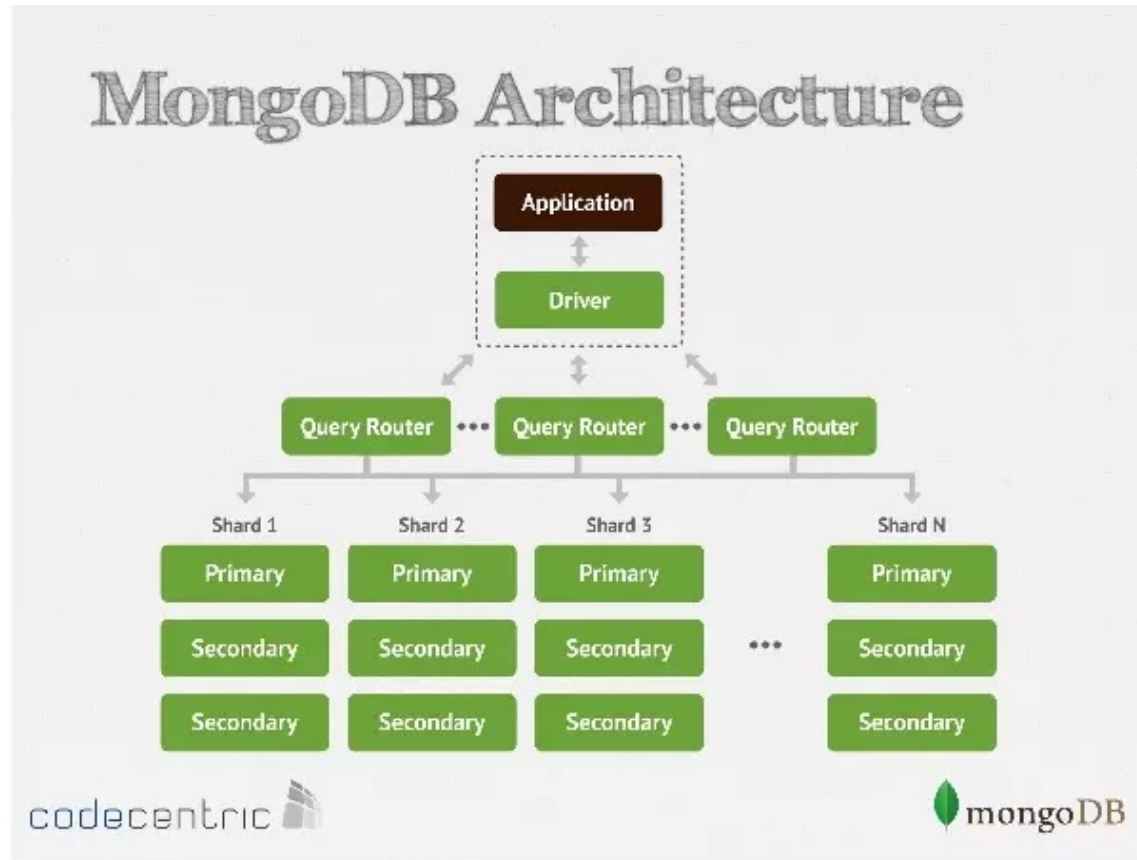 MongoDB Architecture
Application
Driver
Query Router ••• Query Router ••• Query Router
Shard 1 Shard 2 Shard 3 Shard N
Primary Primary Primary Primary
Secondary Secondary Secondary ••• Secondary
Secondary Secondary Secondary Secondary
codecentric mongoDB